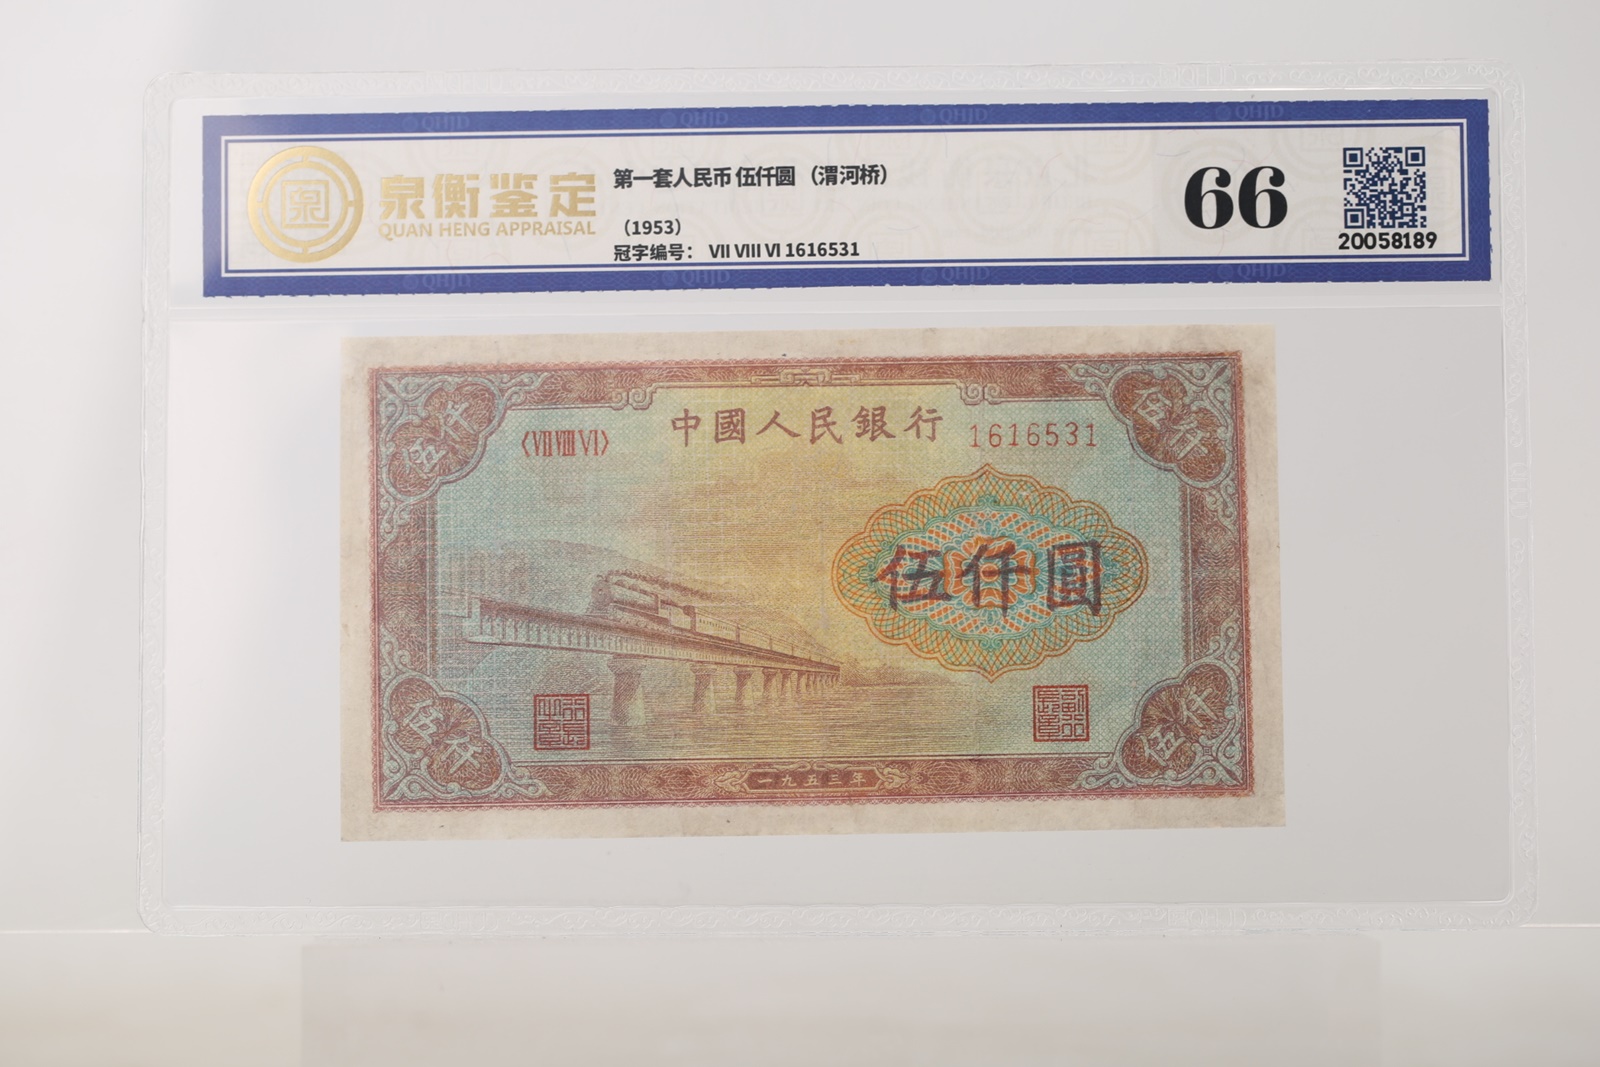 泉衡鉴定
QUAN HENG APPRAISAL
第一套人民币 伍仟圆 （渭河桥）
（1953）
冠字编号： VII VIII VI 1616531
66
20058189
中國人民銀行
〈VII VIII VI〉
1616531
伍仟
伍仟
伍仟圓
伍仟
伍仟
一九五三年